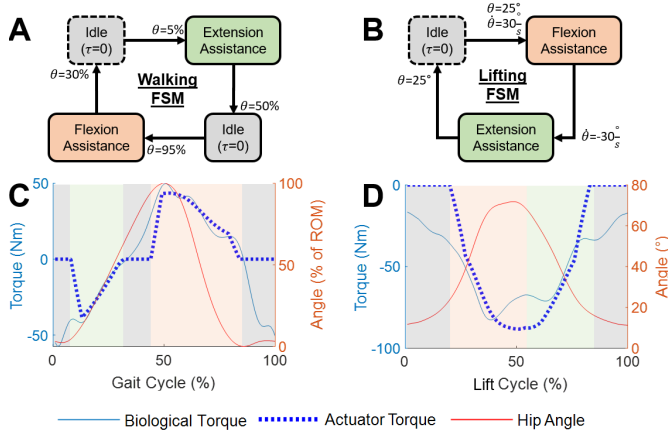 A
Idle
(τ=0)
θ=5%
Extension
Assistance
θ=30%
Walking
FSM
θ=50%
Flexion
Assistance
θ=95%
Idle
(τ=0)
B
Idle
(τ=0)
θ=25°
θ̇=30°/s
Flexion
Assistance
θ=25°
Lifting
FSM
Extension
Assistance
θ̇=-30°/s
C
50
0
-50
Torque (Nm)
100
50
0
Angle (% of ROM)
0
50
100
Gait Cycle (%)
D
0
-50
-100
Torque (Nm)
80
60
40
20
0
Angle (°)
0
50
100
Lift Cycle (%)
Biological Torque
Actuator Torque
Hip Angle